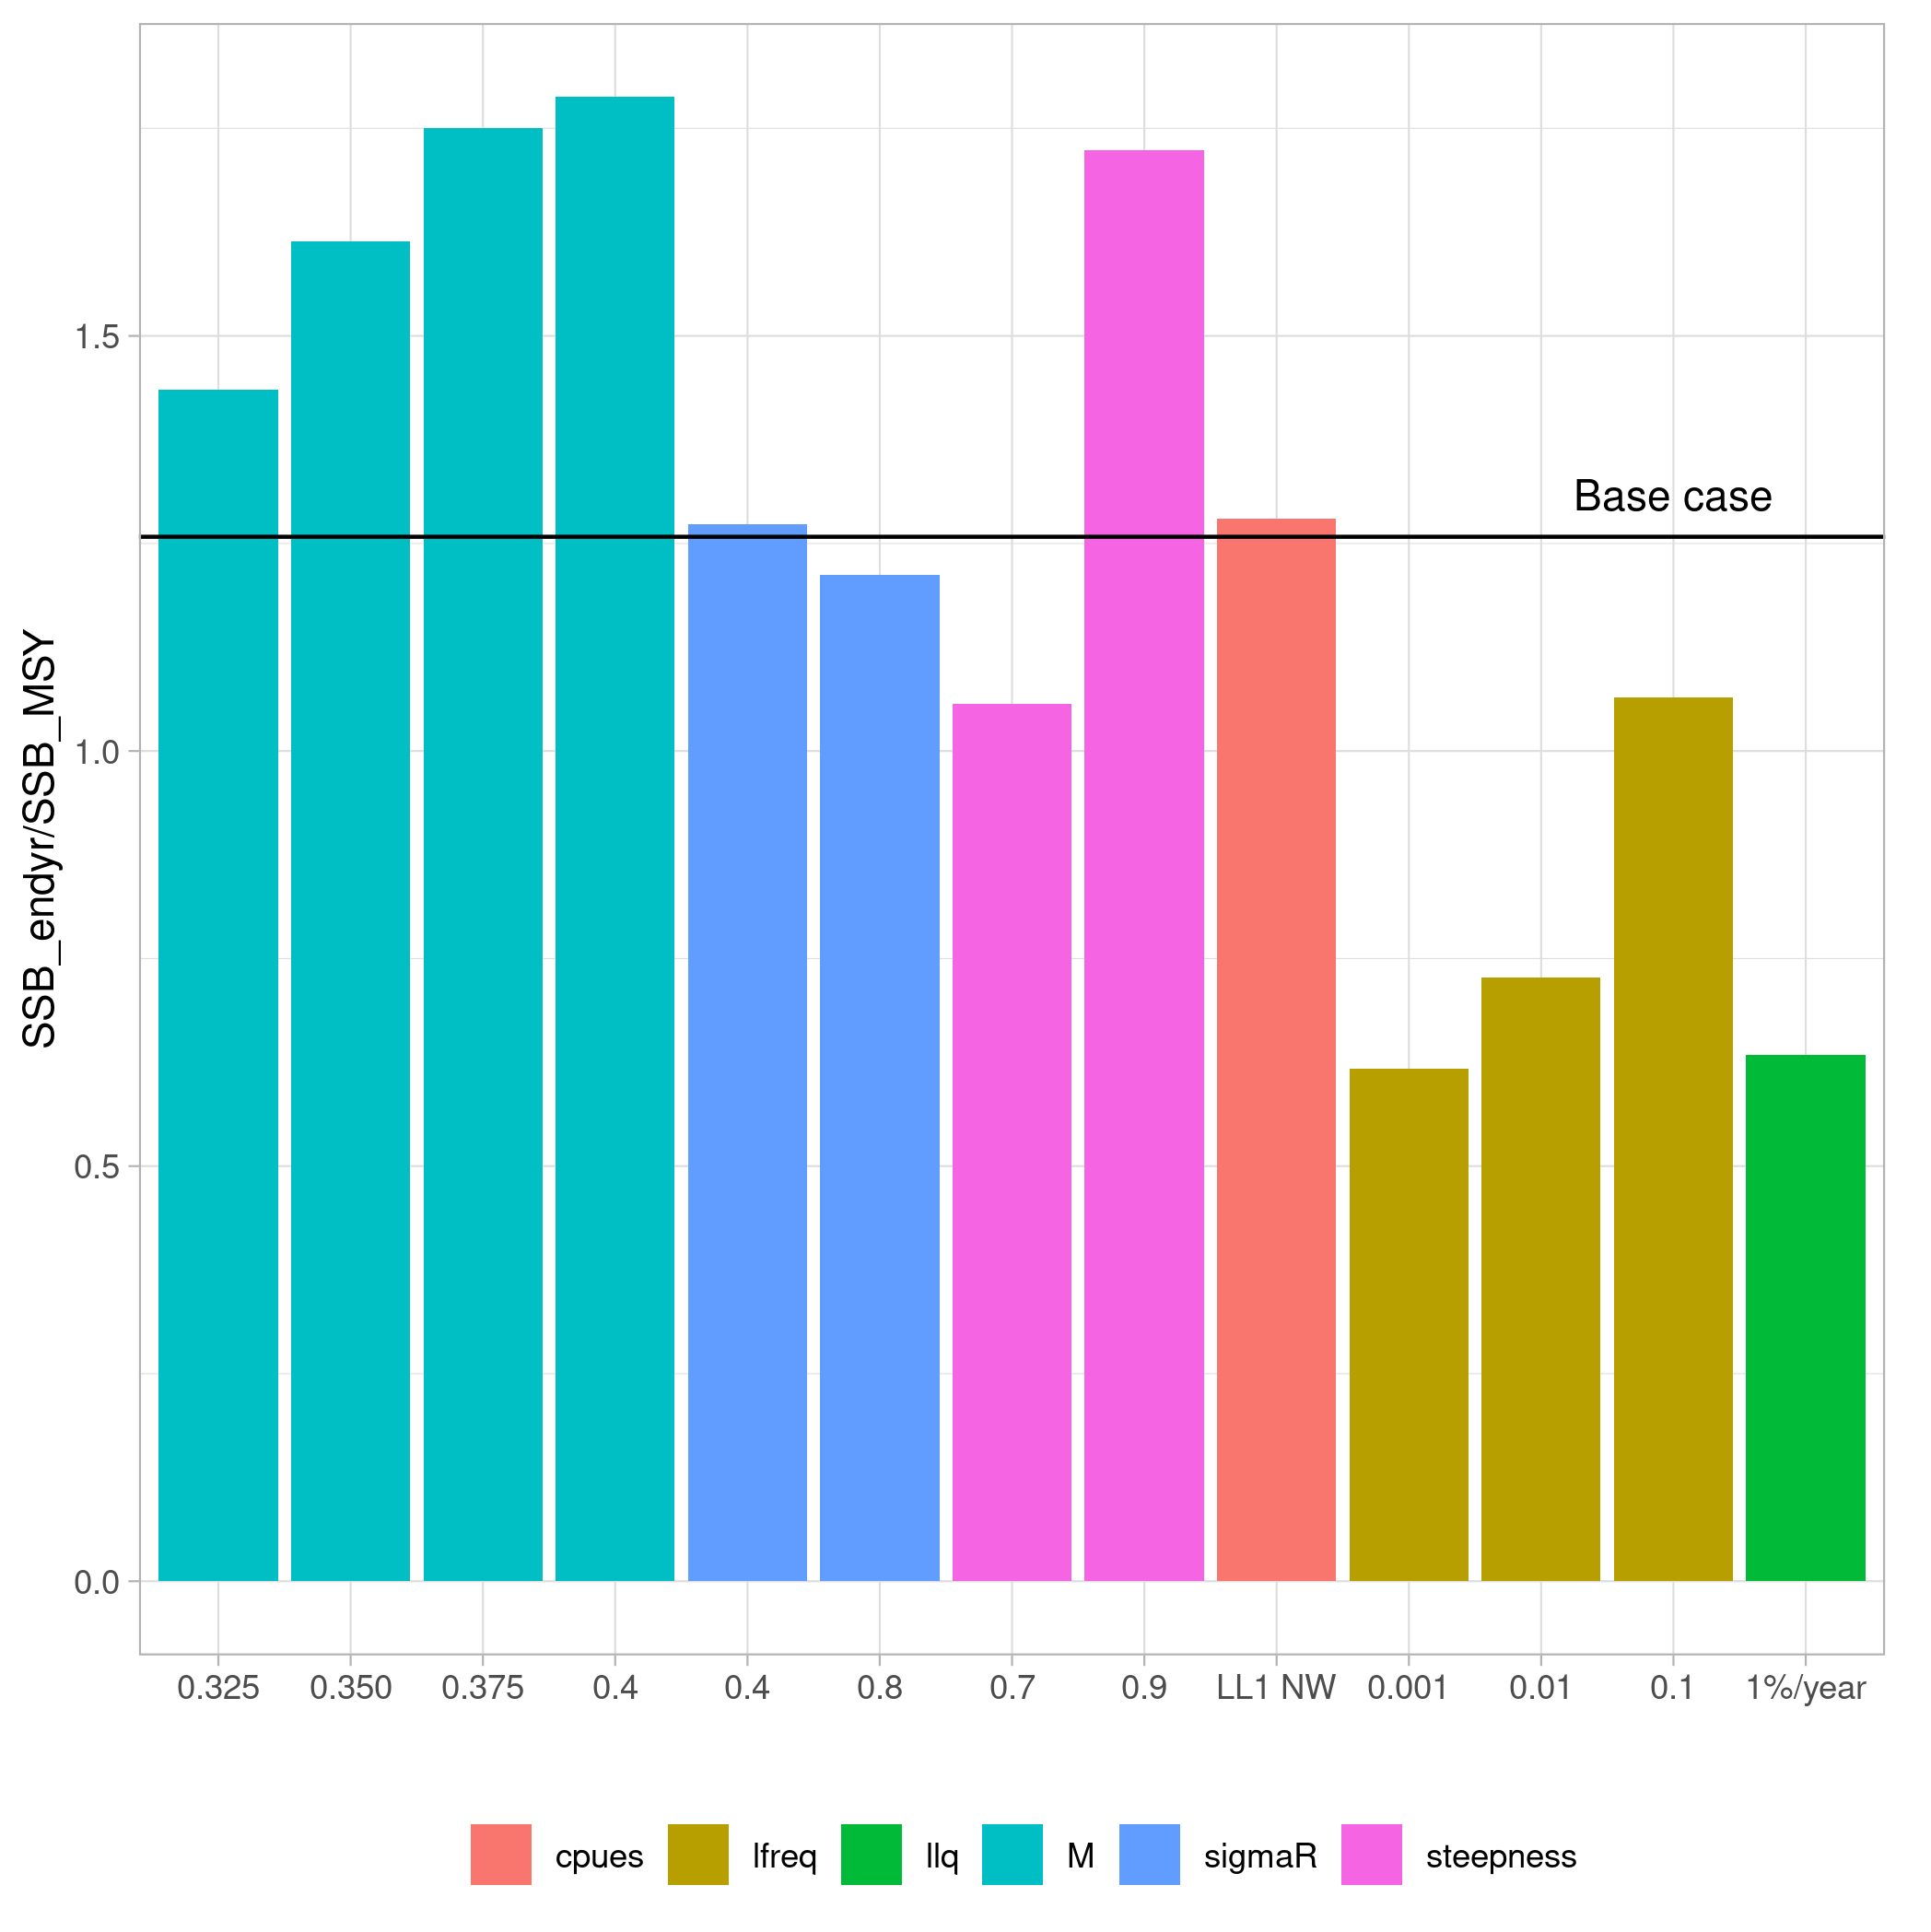 SSB_endyr/SSB_MSY
1.5
1.0
0.5
0.0
Base case
0.325 0.350 0.375 0.4 0.4 0.8 0.7 0.9 LL1 NW 0.001 0.01 0.1 1%/year
cpues lfreq llq M sigmaR steepness